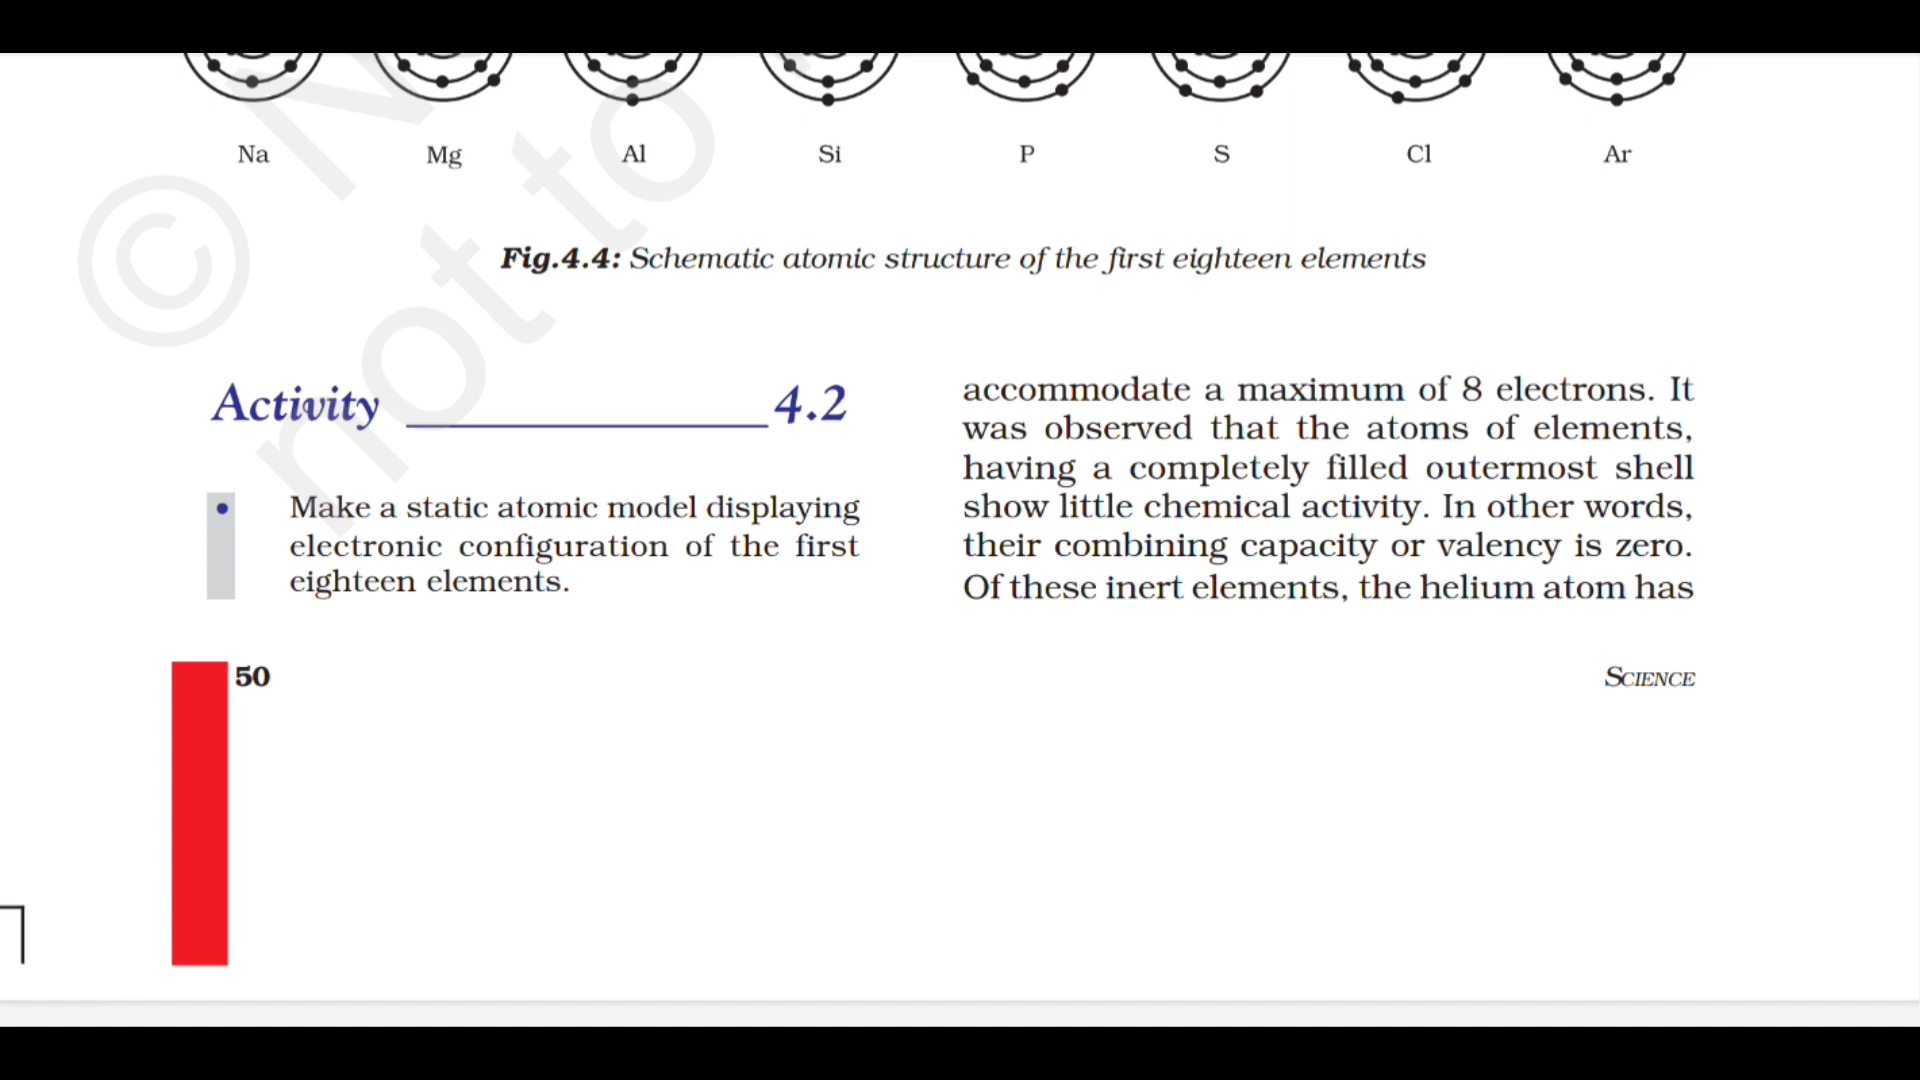 Na Mg Al Si P S Cl Ar
Fig.4.4: Schematic atomic structure of the first eighteen elements
Activity 4.2
• Make a static atomic model displaying
electronic configuration of the first
eighteen elements.
accommodate a maximum of 8 electrons. It
was observed that the atoms of elements,
having a completely filled outermost shell
show little chemical activity. In other words,
their combining capacity or valency is zero.
Of these inert elements, the helium atom has
50
SCIENCE
© N
not to